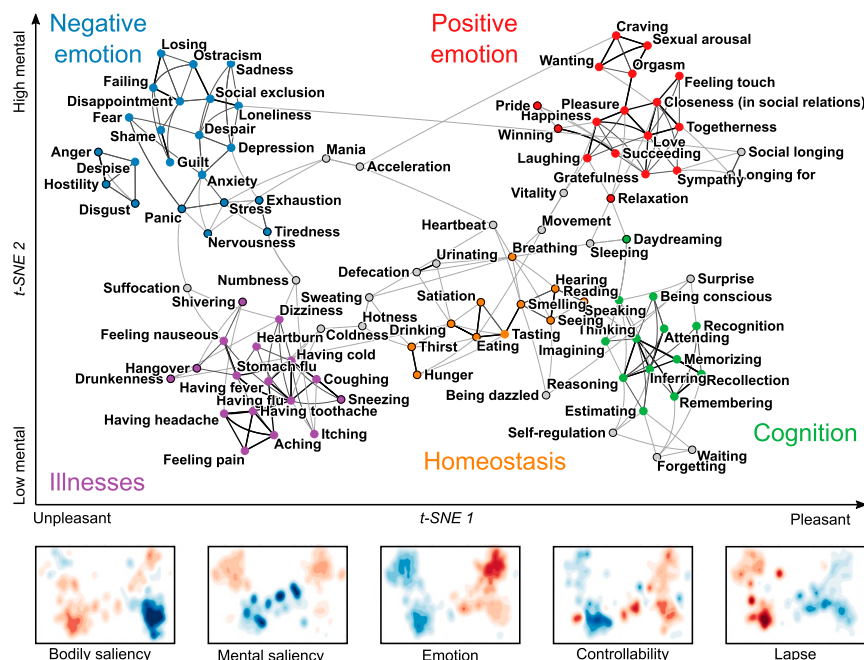 Negative
emotion
Positive
emotion
Craving
Sexual arousal
Losing
Ostracism
Sadness
Wanting
Orgasm
Feeling touch
Failing
Social exclusion
Disappointment
Loneliness
Pride
Pleasure
Closeness (in social relations)
Fear
Happiness
Togetherness
Winning
Shame
Despair
Love
Anger
Guilt
Depression
Mania
Laughing
Succeeding
Social longing
Despise
Acceleration
Gratefulness
Sympathy
Longing for
Hostility
Anxiety
Vitality
Relaxation
Disgust
Panic
Stress
Exhaustion
Heartbeat
Movement
Nervousness
Tiredness
Breathing
Daydreaming
Sleeping
Urinating
Defecation
Suffocation
Numbness
Sweating
Satiation
Hearing
Reading
Surprise
Shivering
Dizziness
Hotness
Smelling
Speaking
Being conscious
Feeling nauseous
Heartburn
Coldness
Drinking
Seeing
Thinking
Recognition
Having cold
Thirst
Eating
Tasting
Imagining
Attending
Hangover
Stomach flu
Memorizing
Drunkenness
Having fever
Coughing
Hunger
Reasoning
Inferring
Recollection
Having flu
Sneezing
Being dazzled
Remembering
Having headache
Having toothache
Estimating
Itching
Self-regulation
Cognition
Aching
Feeling pain
Waiting
Forgetting
Illnesses
Homeostasis
High mental
t-SNE 2
Low mental
Unpleasant
t-SNE 1
Pleasant
Bodily saliency
Mental saliency
Emotion
Controllability
Lapse